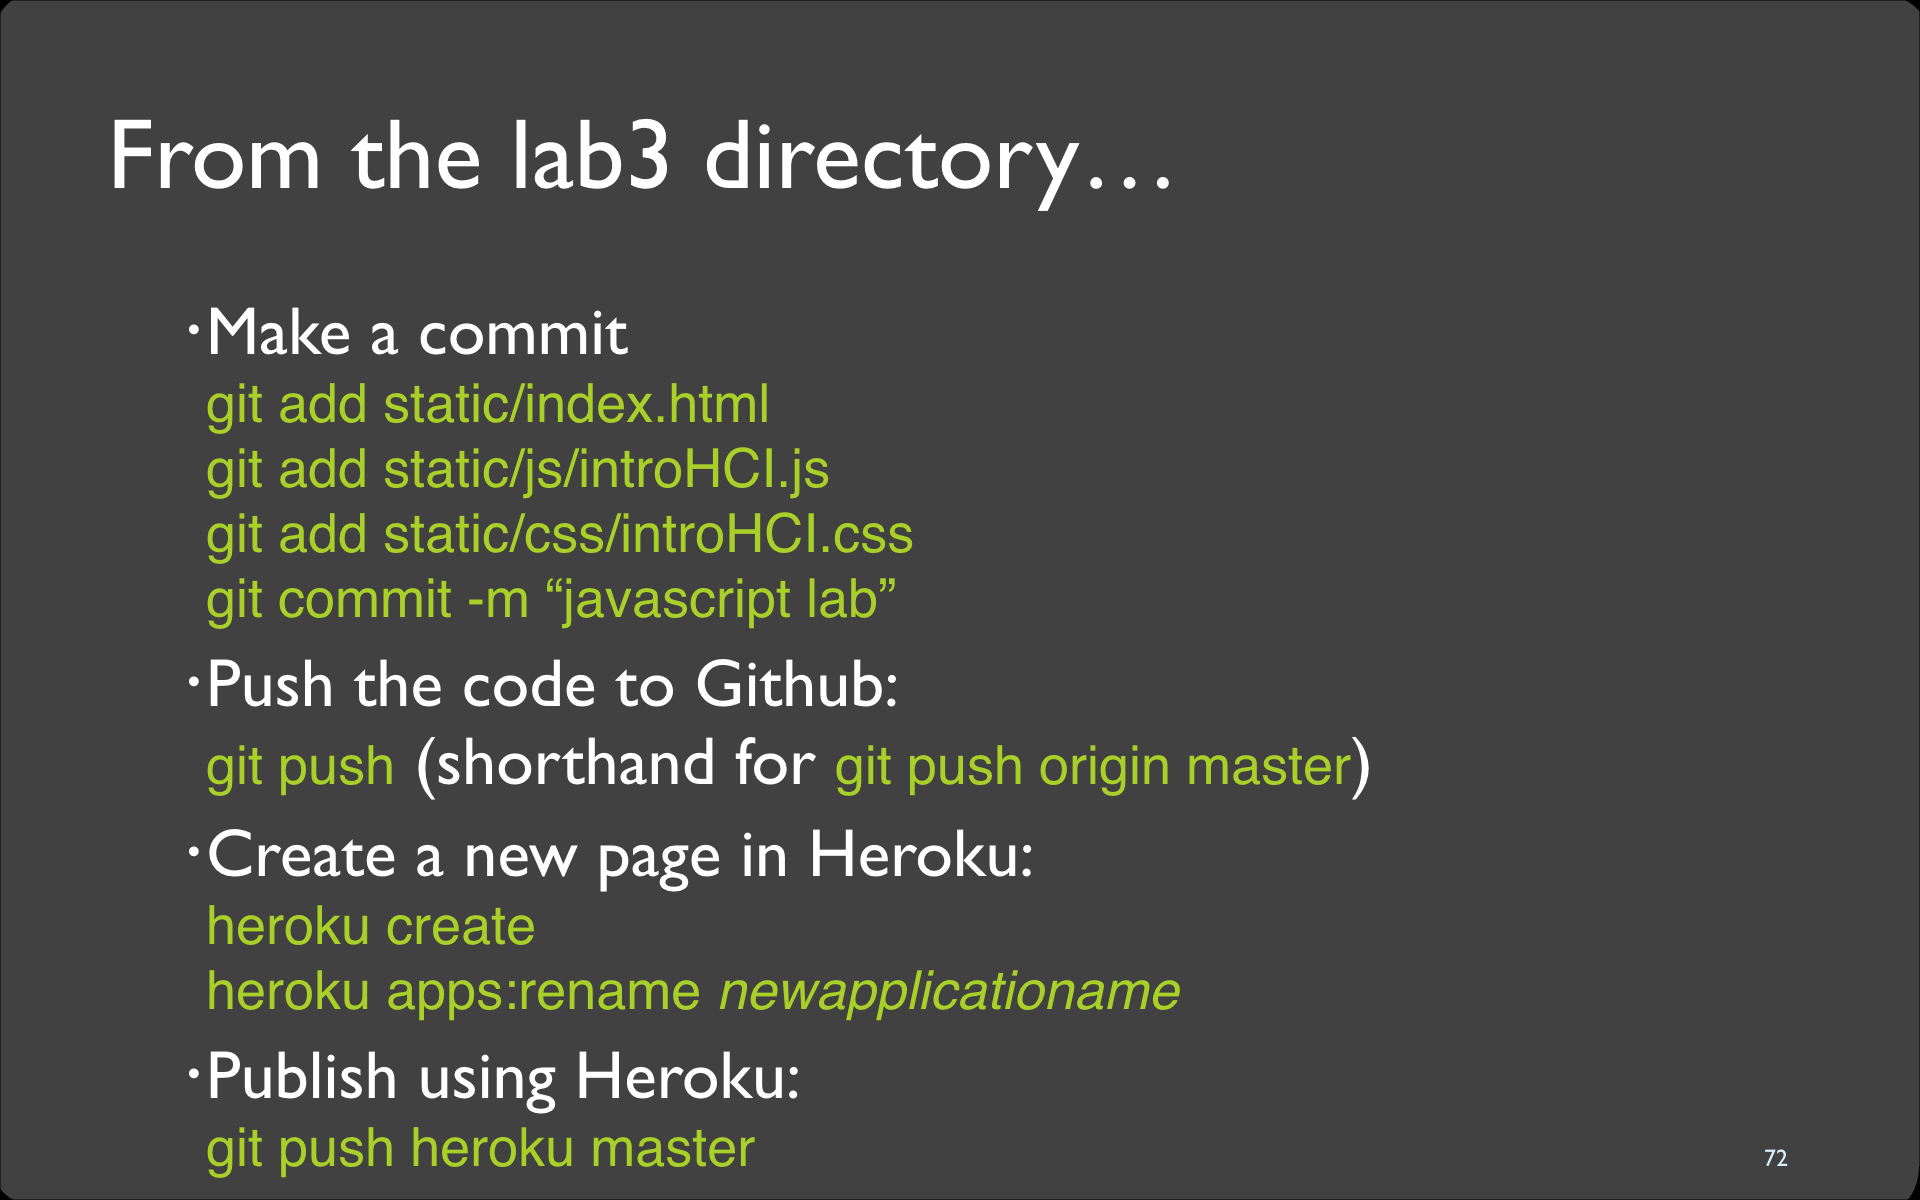 From the lab3 directory…
·Make a commit
git add static/index.html
git add static/js/introHCI.js
git add static/css/introHCI.css
git commit -m “javascript lab”
·Push the code to Github:
git push (shorthand for git push origin master)
·Create a new page in Heroku:
heroku create
heroku apps:rename newapplicationame
·Publish using Heroku:
git push heroku master
72